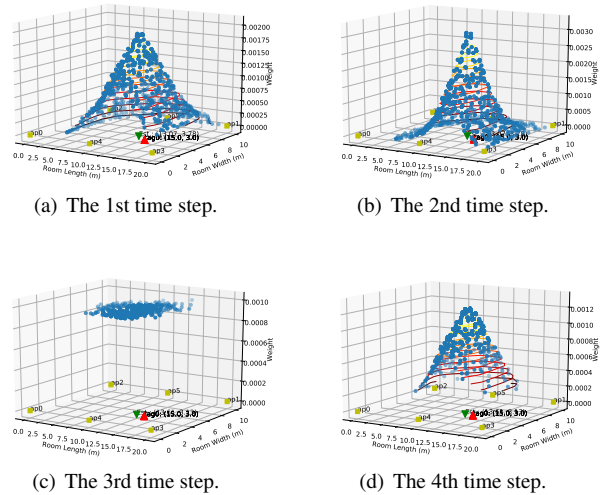 0.00200
0.00175
0.00150
0.00125
0.00100
0.00075
0.00050
0.00025
0.00000
Weight
ap0
ap4
ap3
ap1
(15.0, 3.0)
0.0 2.5 5.0 7.5 10.0 12.5 15.0 17.5 20.0
Room Length (m)
0 2 4 6 8 10
Room Width (m)
(a) The 1st time step.
0.0030
0.0025
0.0020
0.0015
0.0010
0.0005
0.0000
Weight
ap0
ap4
ap3
ap1
0.0 2.5 5.0 7.5 10.0 12.5 15.0 17.5 20.0
Room Length (m)
0 2 4 6 8 10
Room Width (m)
(b) The 2nd time step.
0.0010
0.0008
0.0006
0.0004
0.0002
0.0000
Weight
ap2
ap5
ap0
ap4
ap3
ap1
tag0: (15.0, 3.0)
0.0 2.5 5.0 7.5 10.0 12.5 15.0 17.5 20.0
Room Length (m)
0 2 4 6 8 10
Room Width (m)
(c) The 3rd time step.
0.0012
0.0010
0.0008
0.0006
0.0004
0.0002
0.0000
Weight
ap2
ap5
ap0
ap4
ap3
ap1
tag0: (15.0, 3.0)
0.0 2.5 5.0 7.5 10.0 12.5 15.0 17.5 20.0
Room Length (m)
0 2 4 6 8 10
Room Width (m)
(d) The 4th time step.